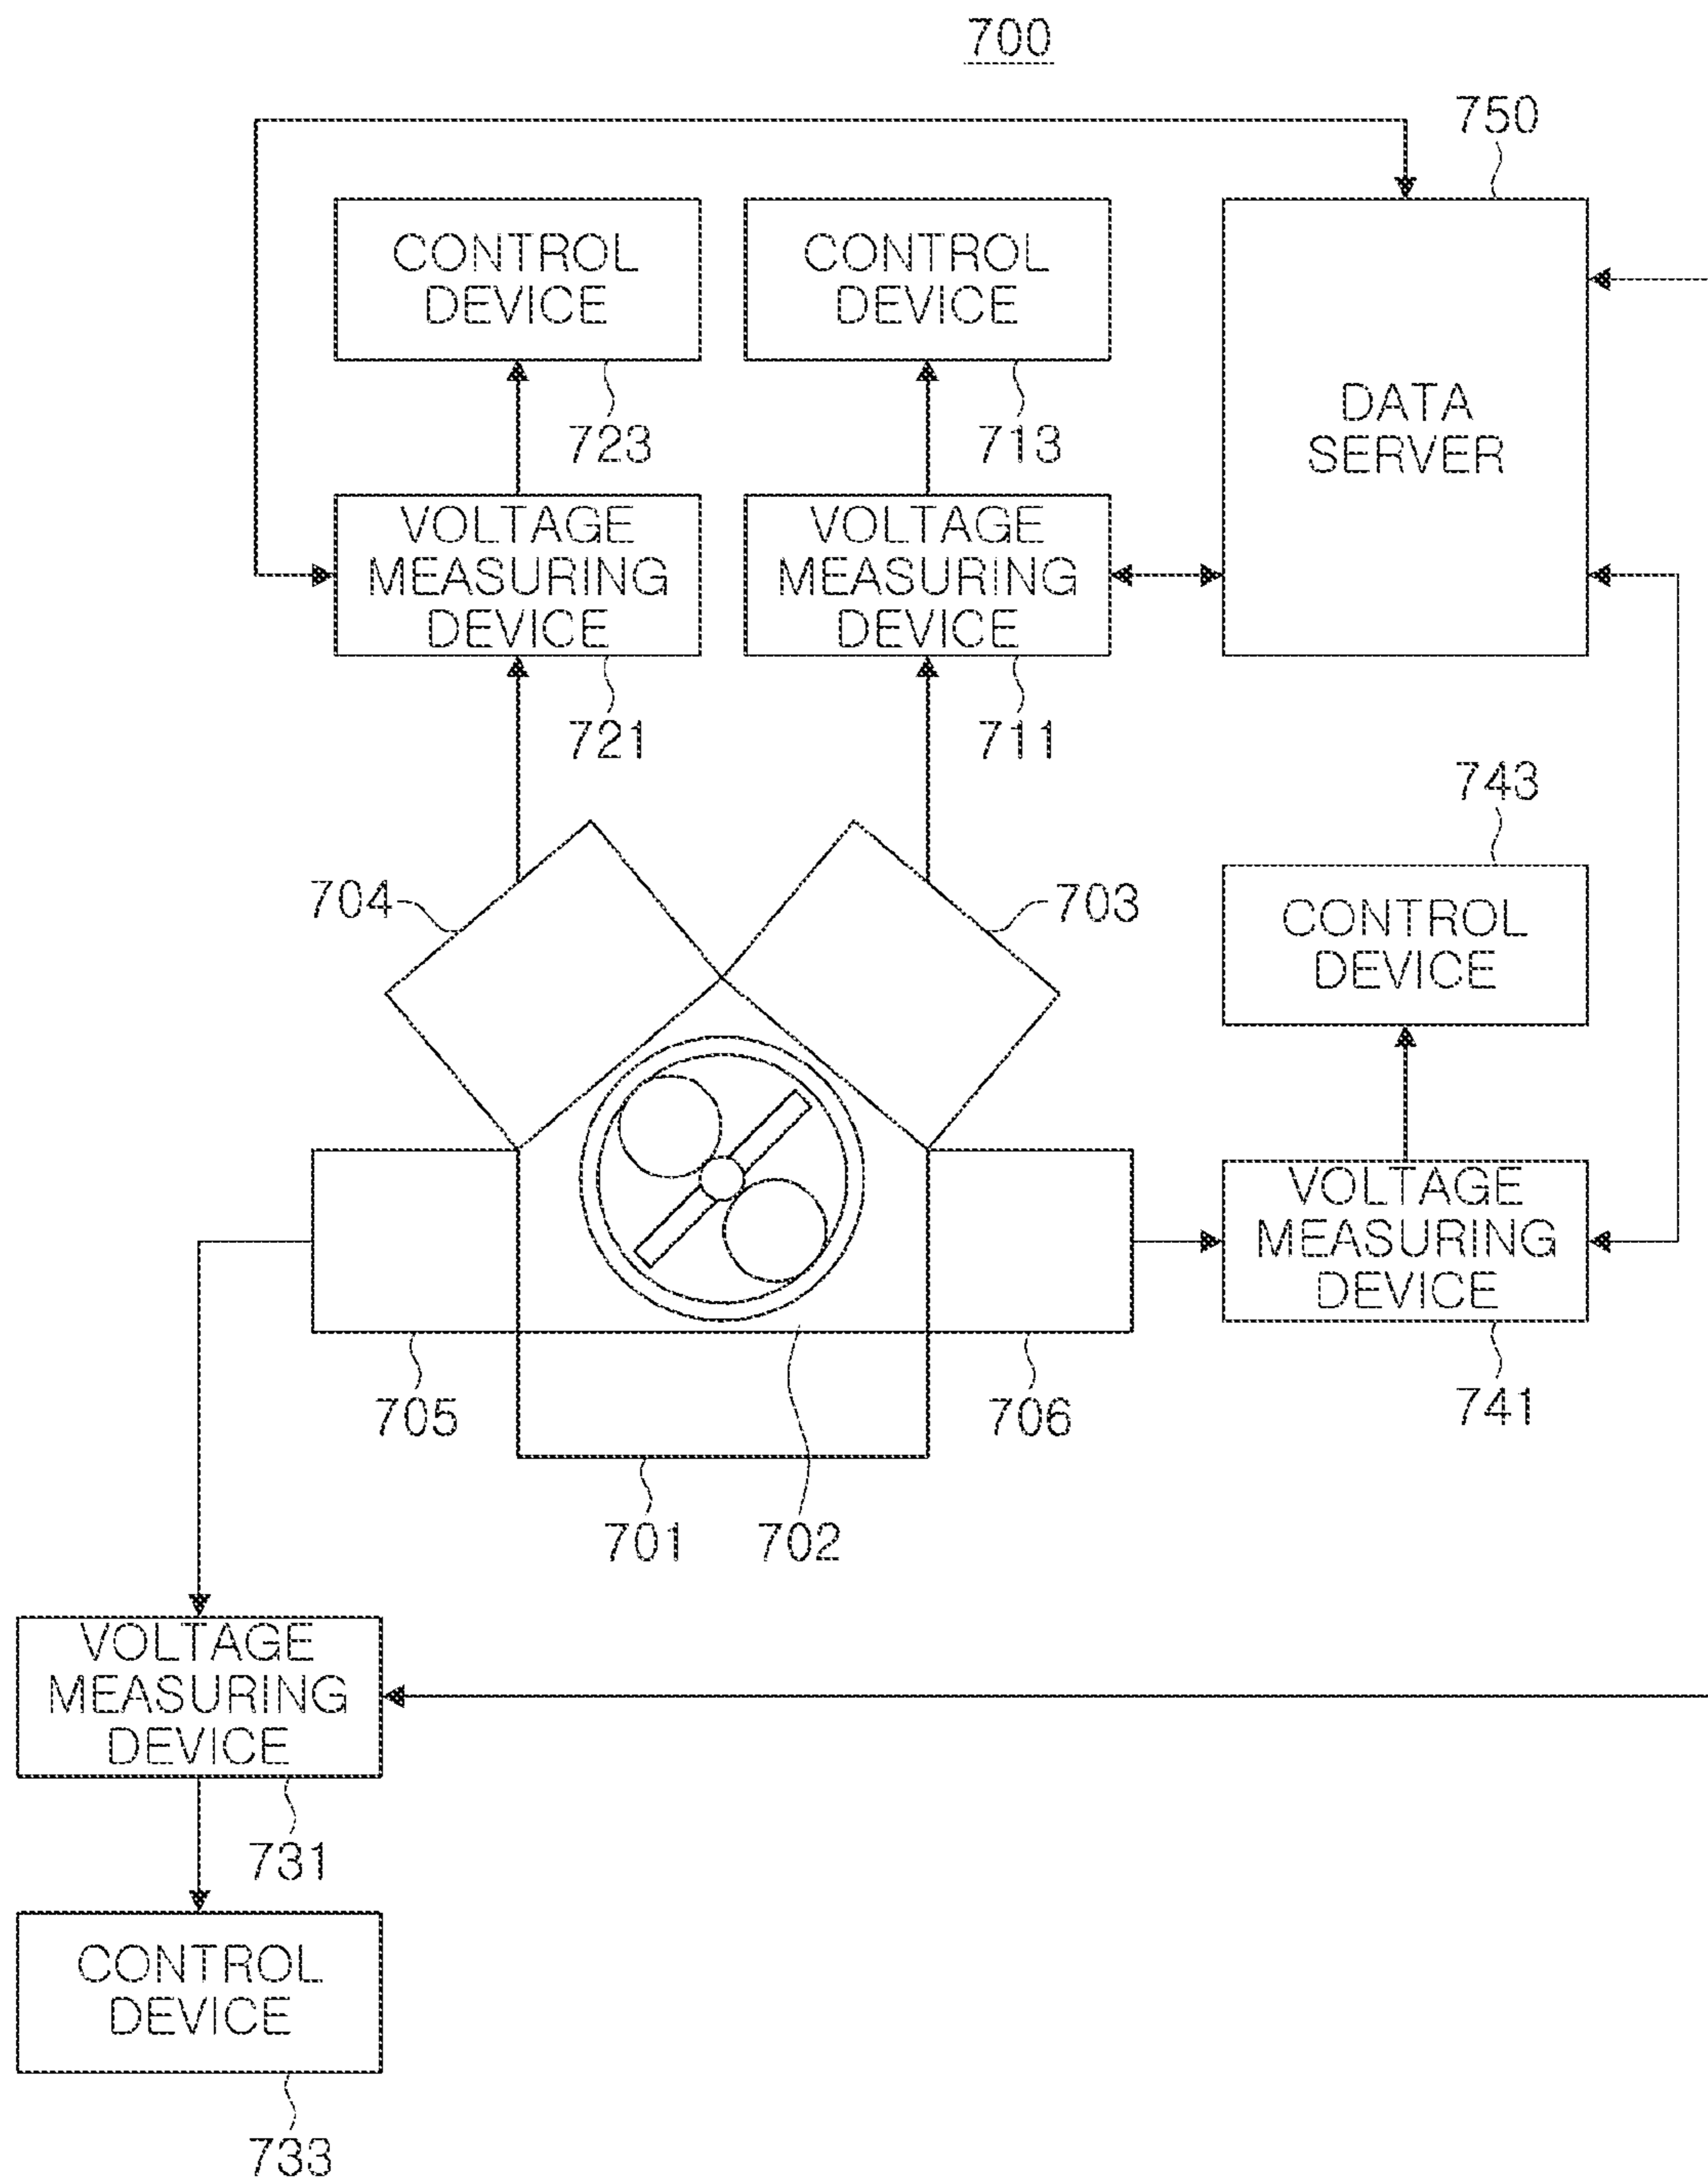 700
750
CONTROL
DEVICE
CONTROL
DEVICE
DATA
SERVER
723
713
VOLTAGE
MEASURING
DEVICE
VOLTAGE
MEASURING
DEVICE
721
711
743
704
703
CONTROL
DEVICE
VOLTAGE
MEASURING
DEVICE
705
706
741
701
702
VOLTAGE
MEASURING
DEVICE
731
CONTROL
DEVICE
733